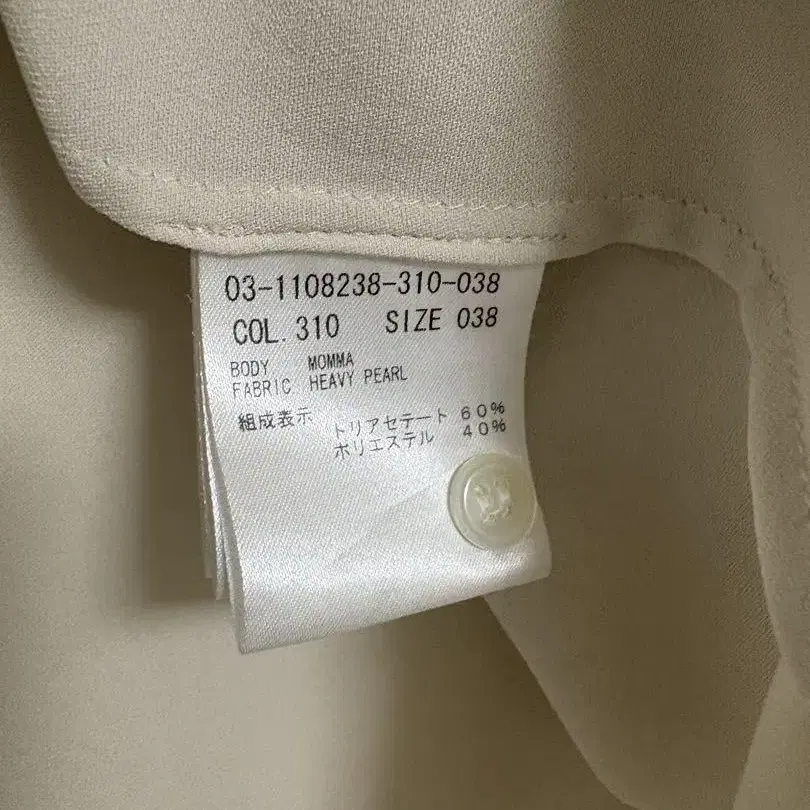 03-1108238-310-038
COL. 310 SIZE 038
BODY MOMMA
FABRIC HEAVY PEARL
組成表示 トリアセテート 60%
ポリエステル 40%